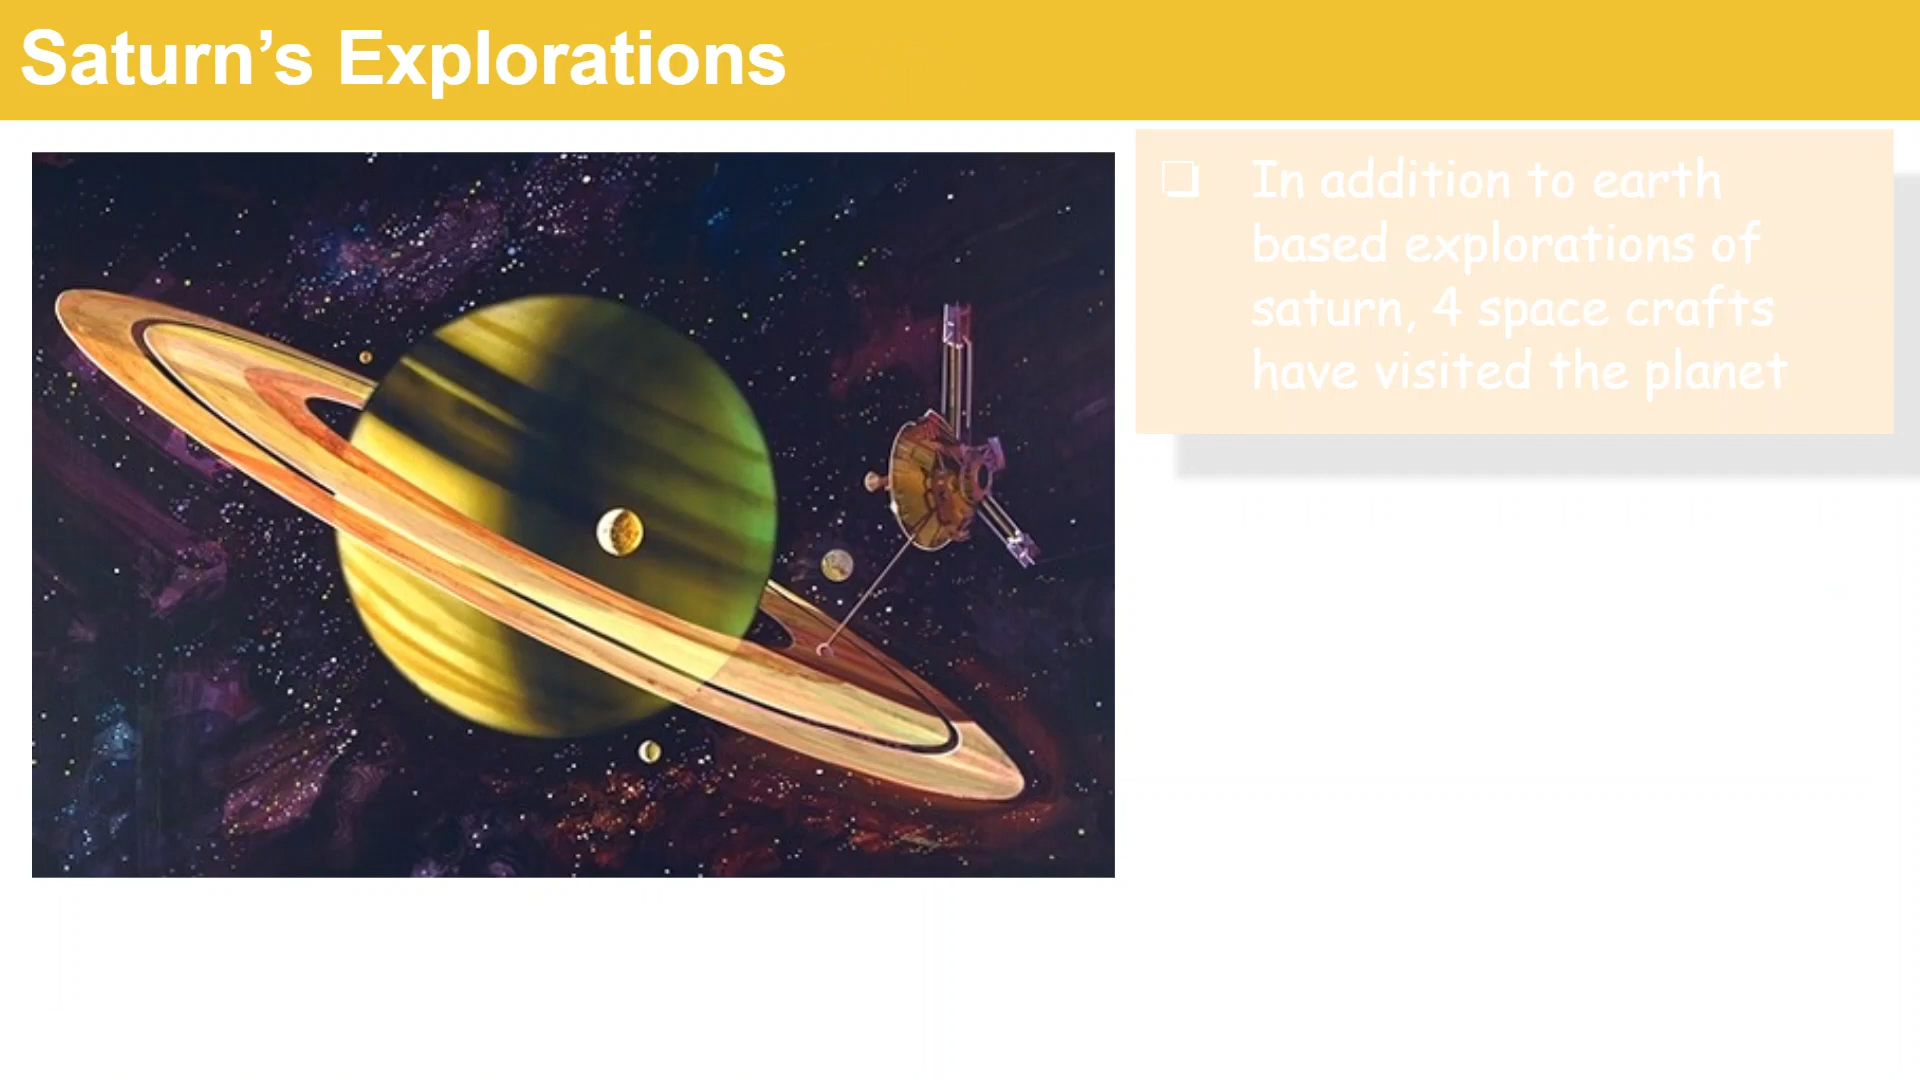 Saturn’s Explorations
❏ In addition to earth
based explorations of
saturn, 4 space crafts
have visited the planet